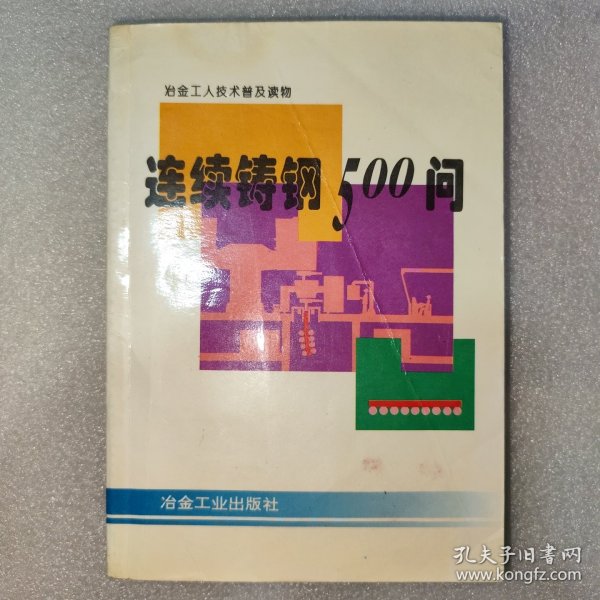 冶金工人技术普及读物
连续铸钢500问
冶金工业出版社
孔夫子旧书网
www.kongfz.com